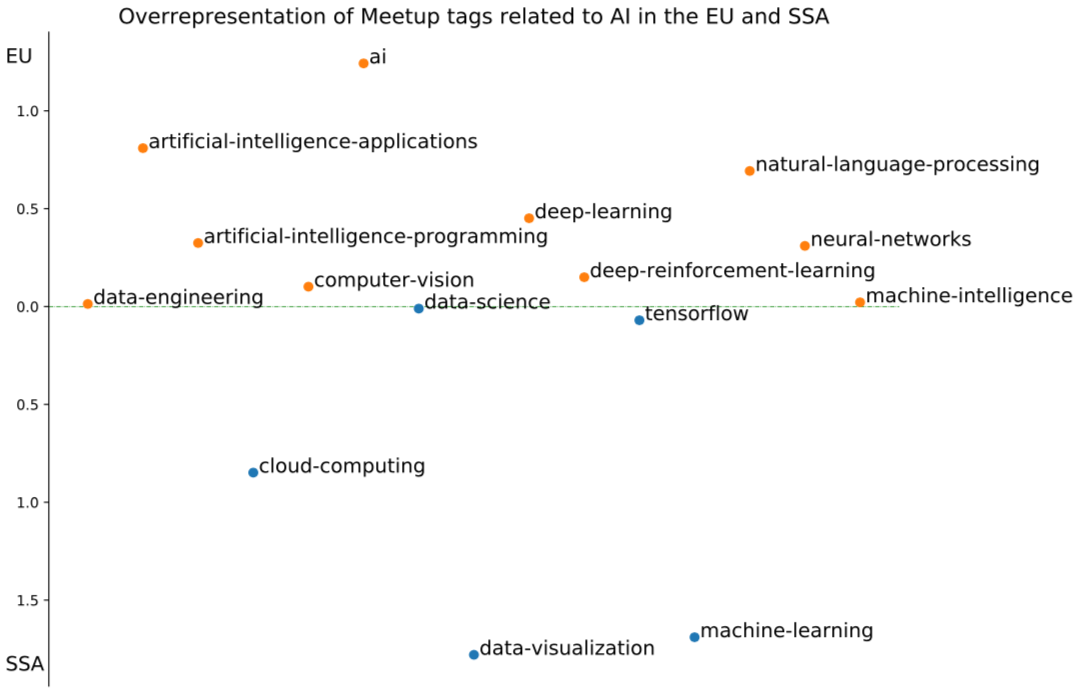 Overrepresentation of Meetup tags related to AI in the EU and SSA
EU
ai
1.0
artificial-intelligence-applications
natural-language-processing
0.5
deep-learning
artificial-intelligence-programming
neural-networks
deep-reinforcement-learning
computer-vision
data-engineering
machine-intelligence
data-science
0.0
tensorflow
0.5
cloud-computing
1.0
1.5
machine-learning
data-visualization
SSA